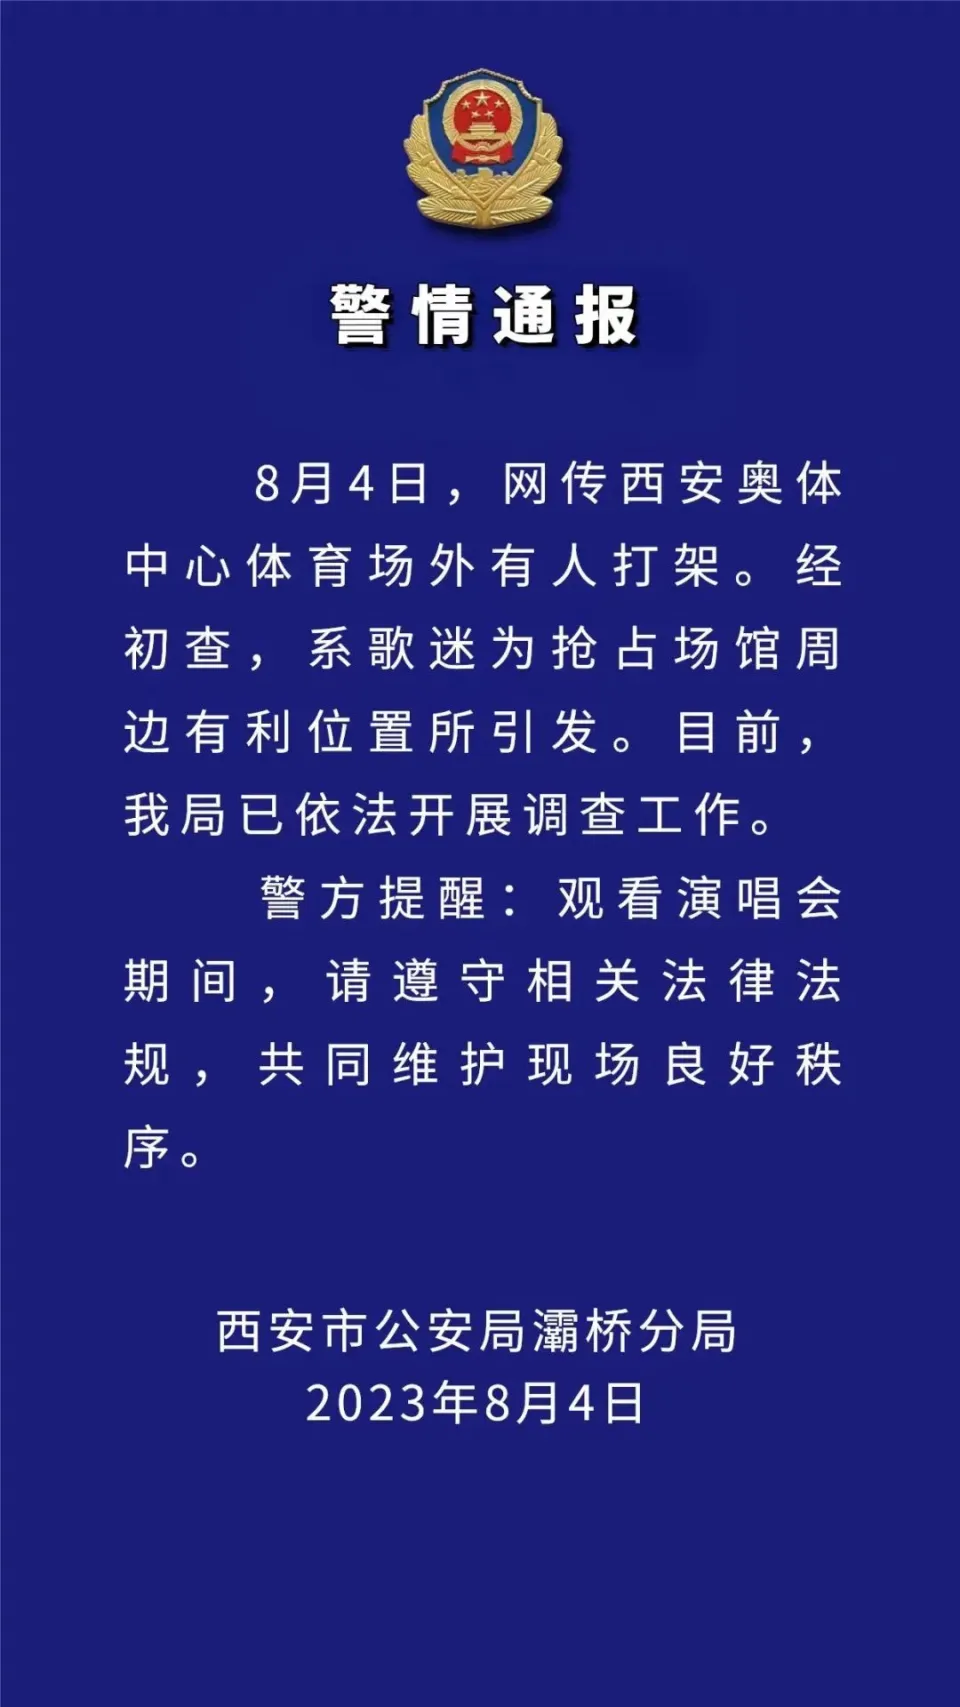 警情通报
8月4日，网传西安奥体
中心体育场外有人打架。经
初查，系歌迷为抢占场馆周
边有利位置所引发。目前，
我局已依法开展调查工作。
警方提醒：观看演唱会
期间，请遵守相关法律法
规，共同维护现场良好秩
序。
西安市公安局灞桥分局
2023年8月4日